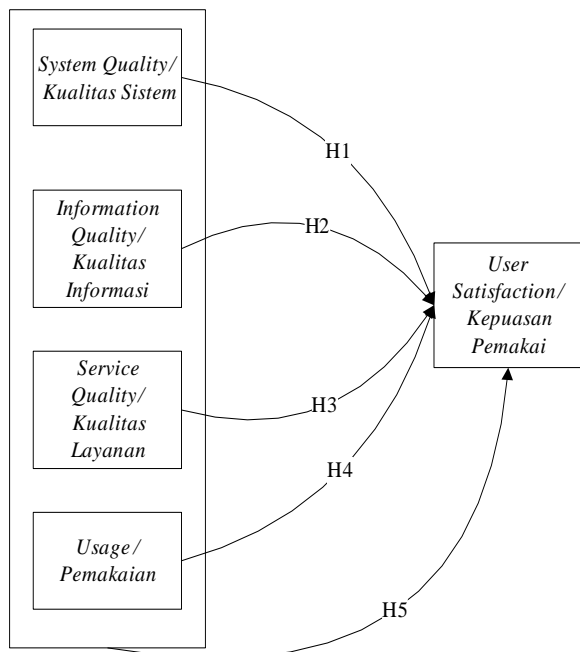 System Quality/
Kualitas Sistem
H1
Information
Quality/
Kualitas
Informasi
H2
User
Satisfaction/
Kepuasan
Pemakai
Service
Quality/
Kualitas
Layanan
H3
H4
Usage/
Pemakaian
H5